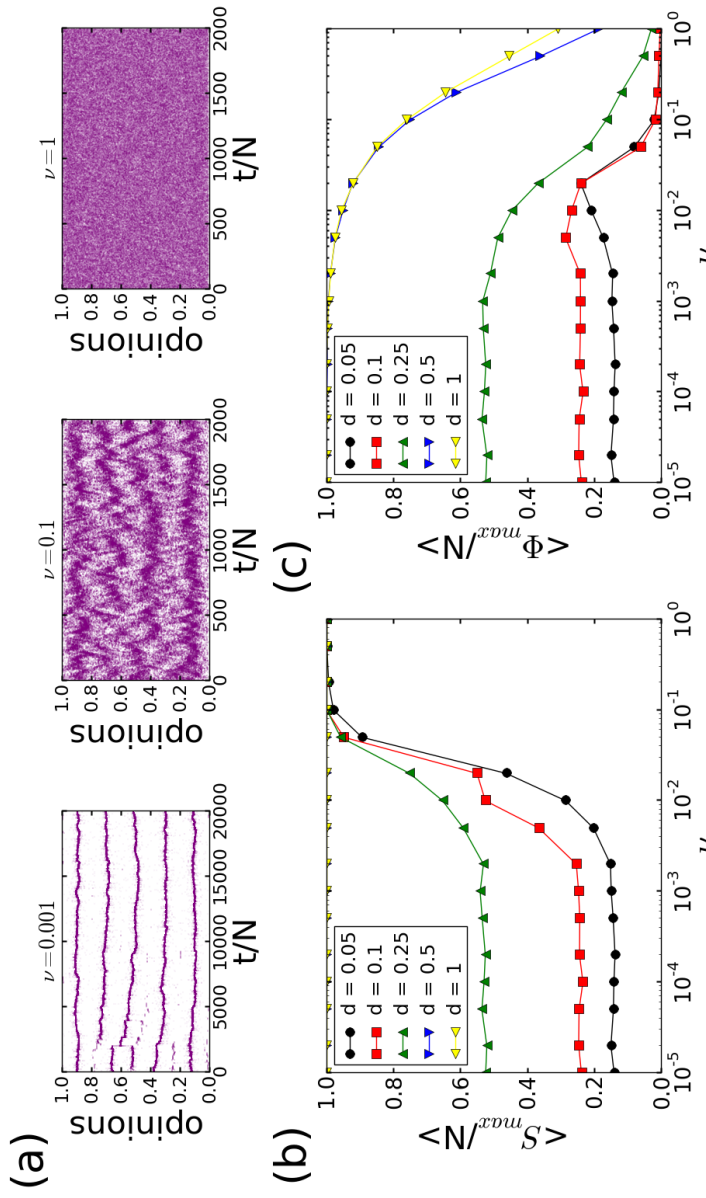 (a)
ν=0.001
ν=0.1
ν=1
opinions
1.0
0.8
0.6
0.4
0.2
0.0
0
5000
10000
15000
20000
t/N
opinions
1.0
0.8
0.6
0.4
0.2
0.0
0
500
1000
1500
2000
t/N
opinions
1.0
0.8
0.6
0.4
0.2
0.0
0
500
1000
1500
2000
t/N
(b)
<S_max/N>
1.0
0.8
0.6
0.4
0.2
0.0
d = 0.05
d = 0.1
d = 0.25
d = 0.5
d = 1
10^-5
10^-4
10^-3
10^-2
10^-1
10^0
(c)
<Φ_max/N>
1.0
0.8
0.6
0.4
0.2
0.0
d = 0.05
d = 0.1
d = 0.25
d = 0.5
d = 1
10^-5
10^-4
10^-3
10^-2
10^-1
10^0